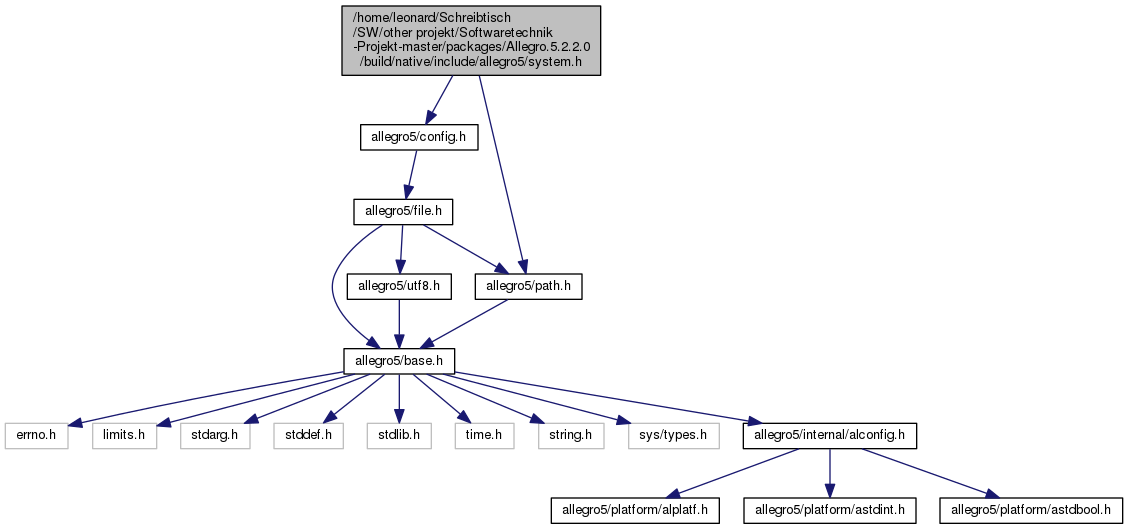 /home/leonard/Schreibtisch
/SW/other projekt/Softwaretechnik
-Projekt-master/packages/Allegro.5.2.2.0
/build/native/include/allegro5/system.h
allegro5/config.h
allegro5/file.h
allegro5/utf8.h
allegro5/path.h
allegro5/base.h
errno.h
limits.h
stdarg.h
stddef.h
stdlib.h
time.h
string.h
sys/types.h
allegro5/internal/alconfig.h
allegro5/platform/alplatf.h
allegro5/platform/astdint.h
allegro5/platform/astdbool.h